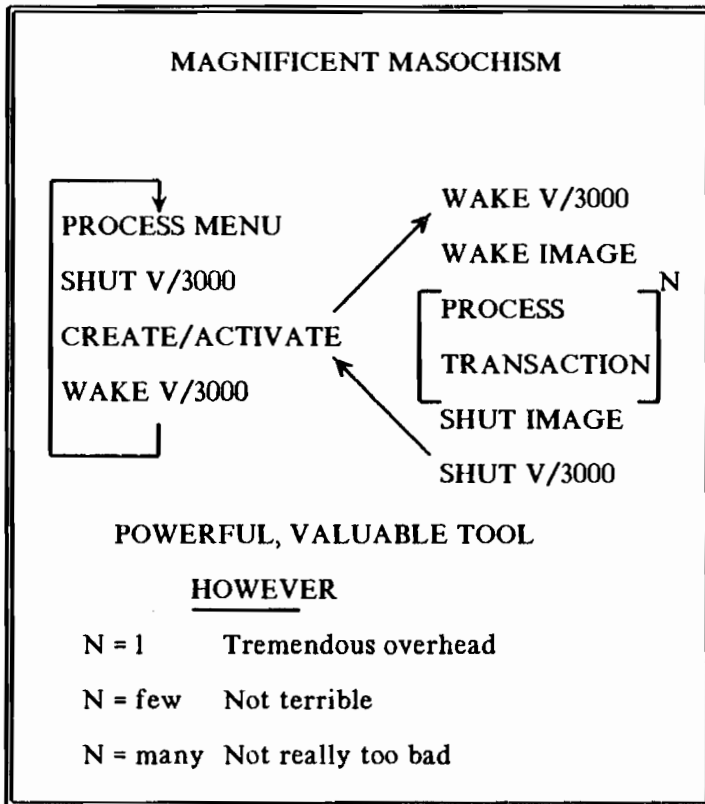 MAGNIFICENT MASOCHISM
PROCESS MENU
SHUT V/3000
CREATE/ACTIVATE
WAKE V/3000
WAKE V/3000
WAKE IMAGE
N
PROCESS
TRANSACTION
SHUT IMAGE
SHUT V/3000
POWERFUL, VALUABLE TOOL
HOWEVER
N = 1 Tremendous overhead
N = few Not terrible
N = many Not really too bad